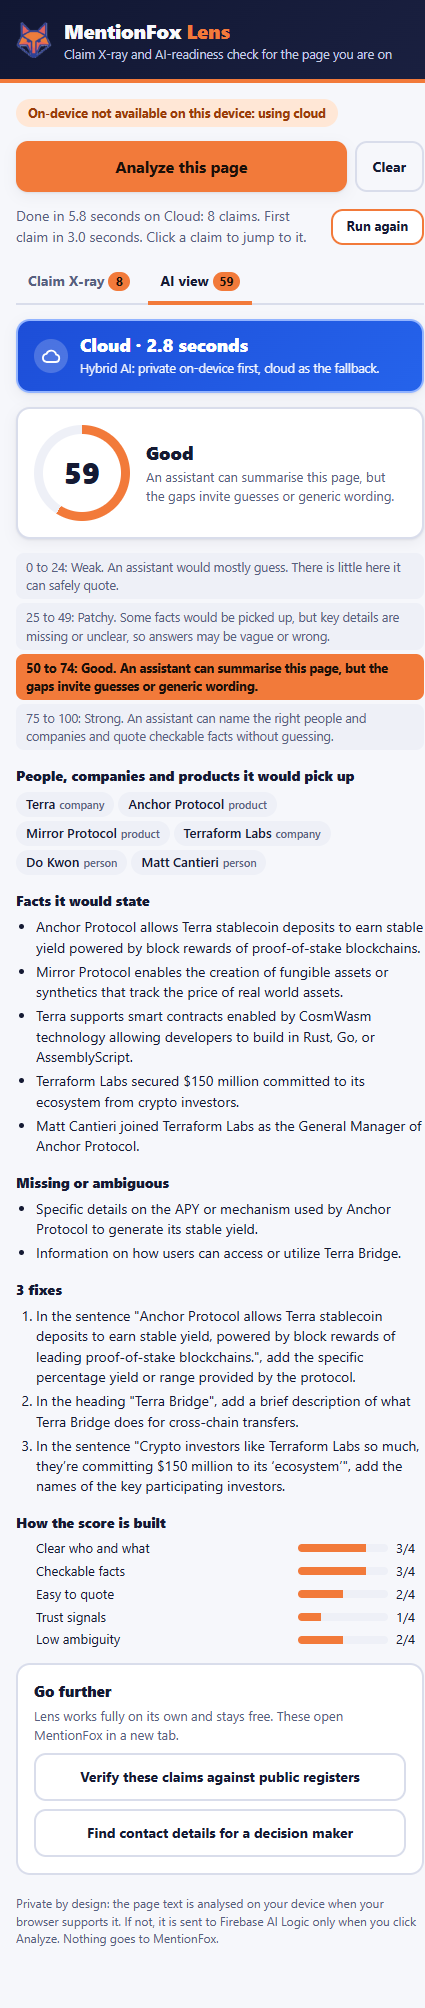 MentionFox Lens
Claim X-ray and AI-readiness check for the page you are on
On-device not available on this device: using cloud
Analyze this page
Clear
Done in 5.8 seconds on Cloud: 8 claims. First
claim in 3.0 seconds. Click a claim to jump to it.
Run again
Claim X-ray 8
AI view 59
Cloud · 2.8 seconds
Hybrid AI: private on-device first, cloud as the fallback.
59
Good
An assistant can summarise this page, but
the gaps invite guesses or generic wording.
0 to 24: Weak. An assistant would mostly guess. There is little here it
can safely quote.
25 to 49: Patchy. Some facts would be picked up, but key details are
missing or unclear, so answers may be vague or wrong.
50 to 74: Good. An assistant can summarise this page, but the
gaps invite guesses or generic wording.
75 to 100: Strong. An assistant can name the right people and
companies and quote checkable facts without guessing.
People, companies and products it would pick up
Terra company
Anchor Protocol product
Mirror Protocol product
Terraform Labs company
Do Kwon person
Matt Cantieri person
Facts it would state
• Anchor Protocol allows Terra stablecoin deposits to earn stable
yield powered by block rewards of proof-of-stake blockchains.
• Mirror Protocol enables the creation of fungible assets or
synthetics that track the price of real world assets.
• Terra supports smart contracts enabled by CosmWasm
technology allowing developers to build in Rust, Go, or
AssemblyScript.
• Terraform Labs secured $150 million committed to its
ecosystem from crypto investors.
• Matt Cantieri joined Terraform Labs as the General Manager of
Anchor Protocol.
Missing or ambiguous
• Specific details on the APY or mechanism used by Anchor
Protocol to generate its stable yield.
• Information on how users can access or utilize Terra Bridge.
3 fixes
1. In the sentence "Anchor Protocol allows Terra stablecoin
deposits to earn stable yield, powered by block rewards of
leading proof-of-stake blockchains.", add the specific
percentage yield or range provided by the protocol.
2. In the heading "Terra Bridge", add a brief description of what
Terra Bridge does for cross-chain transfers.
3. In the sentence "Crypto investors like Terraform Labs so much,
they’re committing $150 million to its ‘ecosystem’", add the
names of the key participating investors.
How the score is built
Clear who and what 3/4
Checkable facts 3/4
Easy to quote 2/4
Trust signals 1/4
Low ambiguity 2/4
Go further
Lens works fully on its own and stays free. These open
MentionFox in a new tab.
Verify these claims against public registers
Find contact details for a decision maker
Private by design: the page text is analysed on your device when your
browser supports it. If not, it is sent to Firebase AI Logic only when you click
Analyze. Nothing goes to MentionFox.